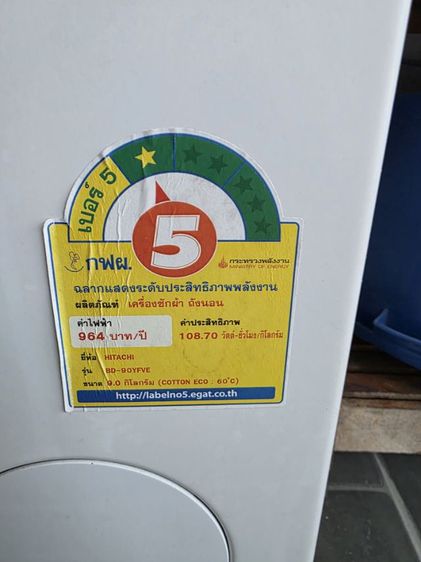 เบอร์ 5
5
กฟผ.
กระทรวงพลังงาน
MINISTRY OF ENERGY
ฉลากแสดงระดับประสิทธิภาพพลังงาน
ผลิตภัณฑ์ เครื่องซักผ้า ถังนอน
ค่าไฟฟ้า ค่าประสิทธิภาพ
964 บาท/ปี 108.70 วัตต์-ชั่วโมง/กิโลกรัม
ยี่ห้อ HITACHI
รุ่น BD-90YFVE
ขนาด 9.0 กิโลกรัม (COTTON ECO : 60°C)
http://labelno5.egat.co.th